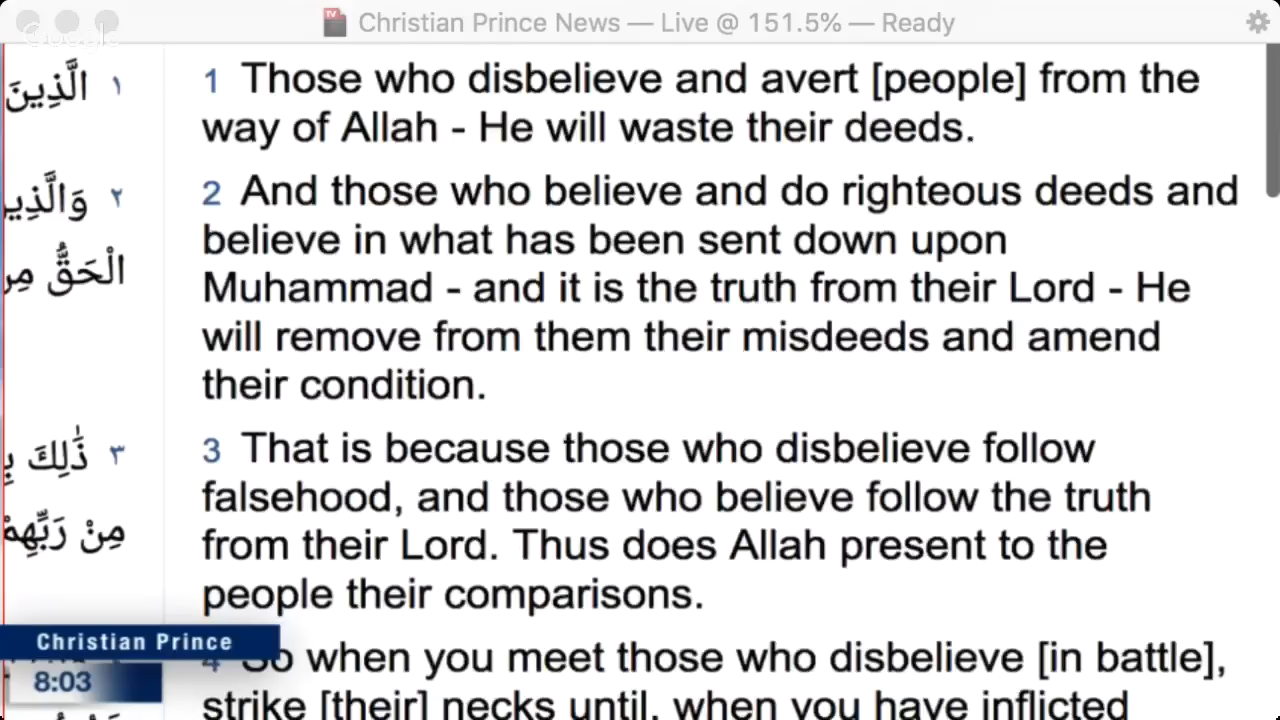 Christian Prince News — Live @ 151.5% — Ready
Google
١ الَّذِينَ
1 Those who disbelieve and avert [people] from the
way of Allah - He will waste their deeds.
٢
2 And those who believe and do righteous deeds and
believe in what has been sent down upon
الْحَقُّ
Muhammad - and it is the truth from their Lord - He
will remove from them their misdeeds and amend
their condition.
٣ ذَٰلِكَ
3 That is because those who disbelieve follow
falsehood, and those who believe follow the truth
مِنْ رَبِّهِمْ
from their Lord. Thus does Allah present to the
people their comparisons.
Christian Prince
4 So when you meet those who disbelieve [in battle],
8:03
strike [their] necks until, when you have inflicted